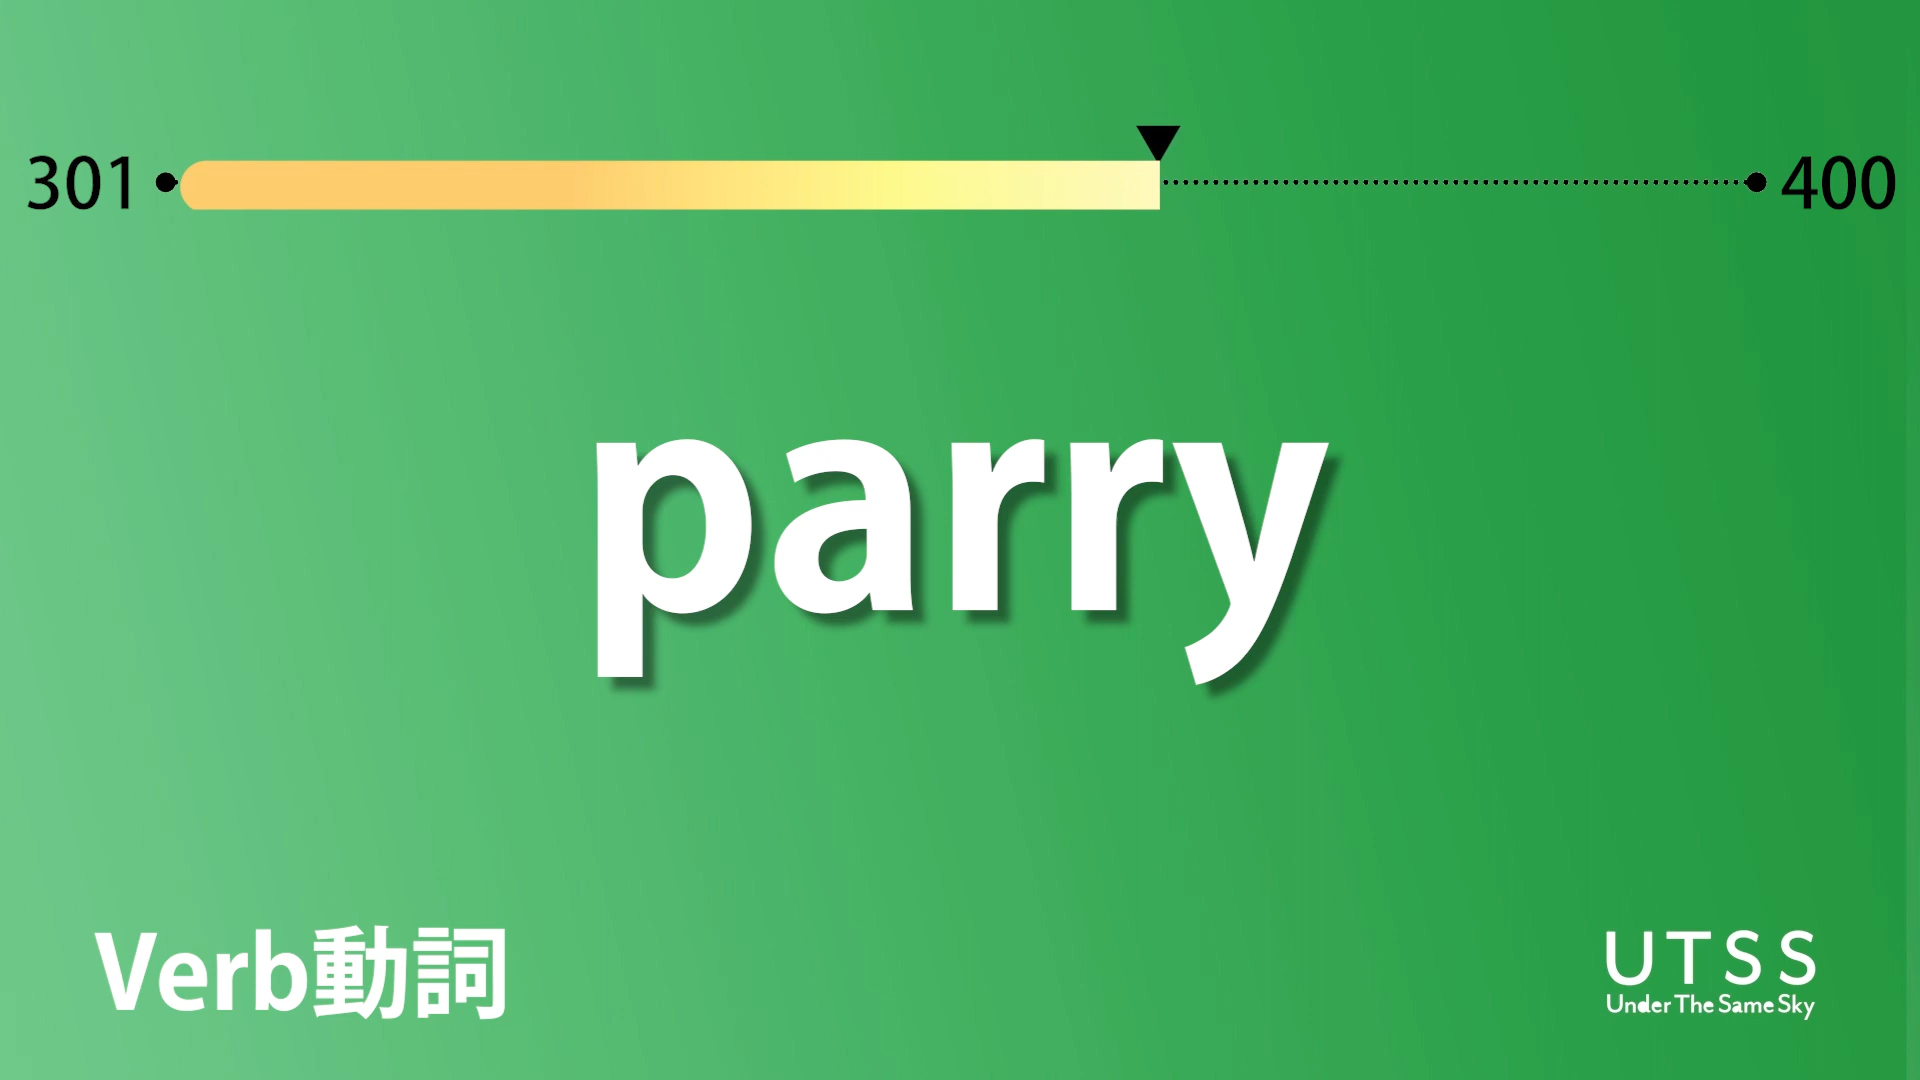 301
400
parry
Verb動詞
UTSS
Under The Same Sky